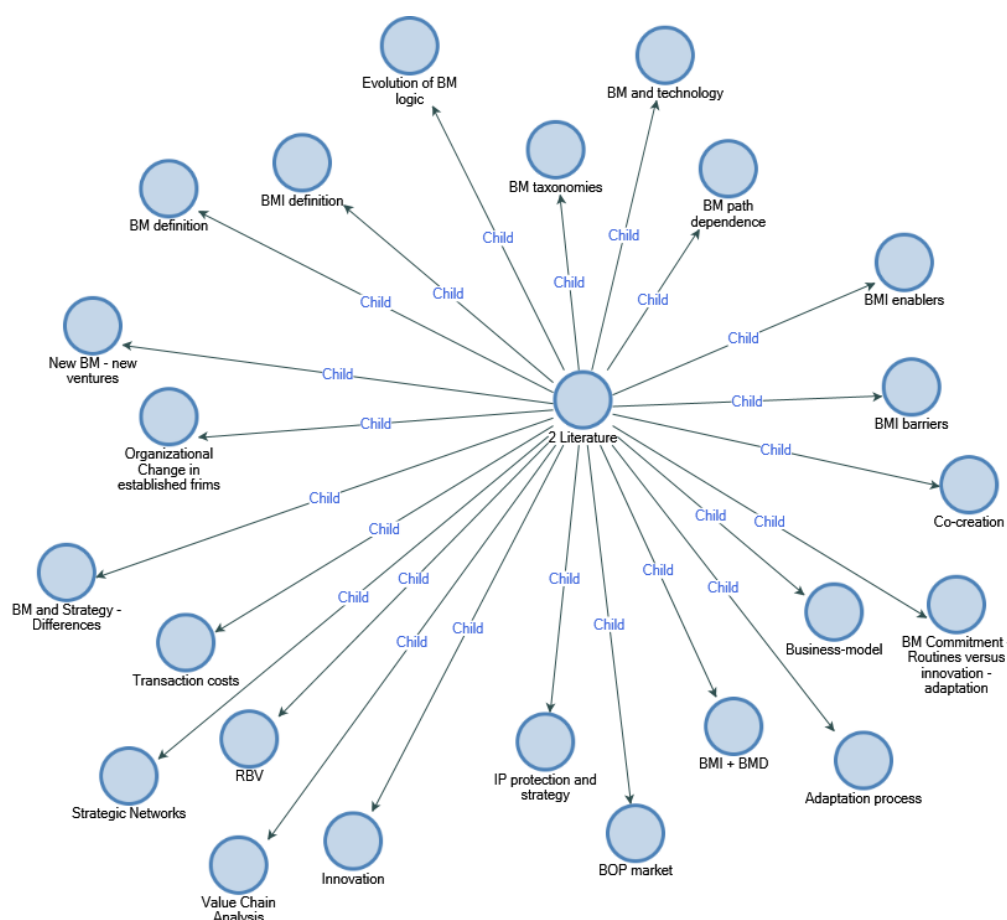 Evolution of BM
logic
BM and technology
BM taxonomies
BMI definition
BM path
dependence
BM definition
Child
Child
Child
Child
Child
Child
Child
BMI enablers
Child
New BM - new
ventures
Child
Child
BMI barriers
Organizational
Change in
established frims
Child
2 Literature
Child
Co-creation
Child
Child
Child
Child
BM and Strategy -
Differences
Child
Child
Child
Child
Child
Child
Child
Child
Business-model
BM Commitment
Routines versus
innovation -
adaptation
Transaction costs
RBV
IP protection and
strategy
BMI + BMD
Adaptation process
Strategic Networks
Innovation
BOP market
Value Chain
Analysis